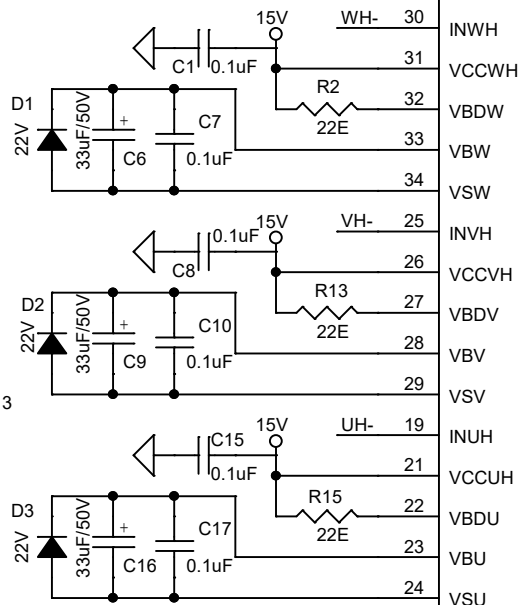 15V
WH-
30
INWH
C1
0.1uF
31
VCCWH
R2
32
VBDW
22E
D1
22V
33uF/50V
+
C6
C7
0.1uF
33
VBW
34
VSW
0.1uF
15V
VH-
25
INVH
C8
26
VCCVH
R13
27
VBDV
22E
D2
22V
33uF/50V
+
C9
C10
0.1uF
28
VBV
29
VSV
3
15V
UH-
19
INUH
C15
0.1uF
21
VCCUH
R15
22
VBDU
22E
D3
22V
33uF/50V
+
C16
C17
0.1uF
23
VBU
24
VSU